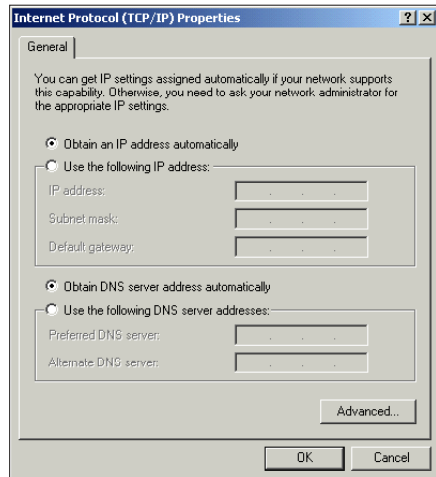 Internet Protocol (TCP/IP) Properties
General
You can get IP settings assigned automatically if your network supports
this capability. Otherwise, you need to ask your network administrator for
the appropriate IP settings.
Obtain an IP address automatically
Use the following IP address:
IP address:
Subnet mask:
Default gateway:
Obtain DNS server address automatically
Use the following DNS server addresses:
Preferred DNS server:
Alternate DNS server:
Advanced...
OK
Cancel